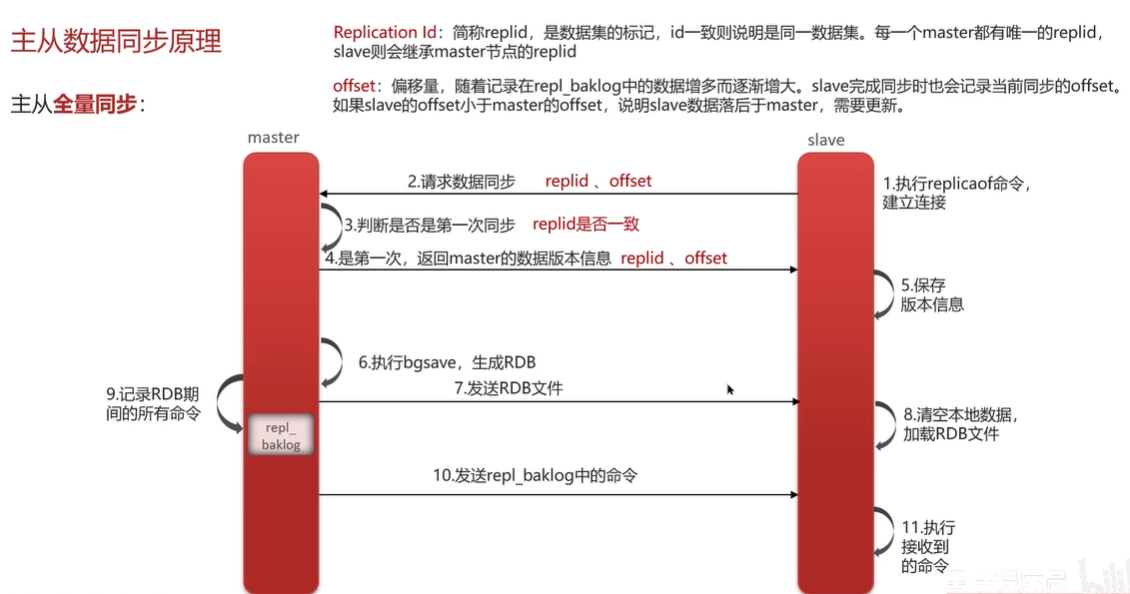 主从数据同步原理
Replication Id：简称replid，是数据集的标记，id一致则说明是同一数据集。每一个master都有唯一的replid，
slave则会继承master节点的replid
offset：偏移量，随着记录在repl_baklog中的数据增多而逐渐增大。slave完成同步时也会记录当前同步的offset。
如果slave的offset小于master的offset，说明slave数据落后于master，需要更新。
主从全量同步：
master
slave
1.执行replicaof命令，
建立连接
2.请求数据同步 replid 、offset
3.判断是否是第一次同步 replid是否一致
4.是第一次，返回master的数据版本信息 replid 、offset
5.保存
版本信息
6.执行bgsave，生成RDB
7.发送RDB文件
8.清空本地数据，
加载RDB文件
9.记录RDB期
间的所有命令
repl_
baklog
10.发送repl_baklog中的命令
11.执行
接收到
的命令